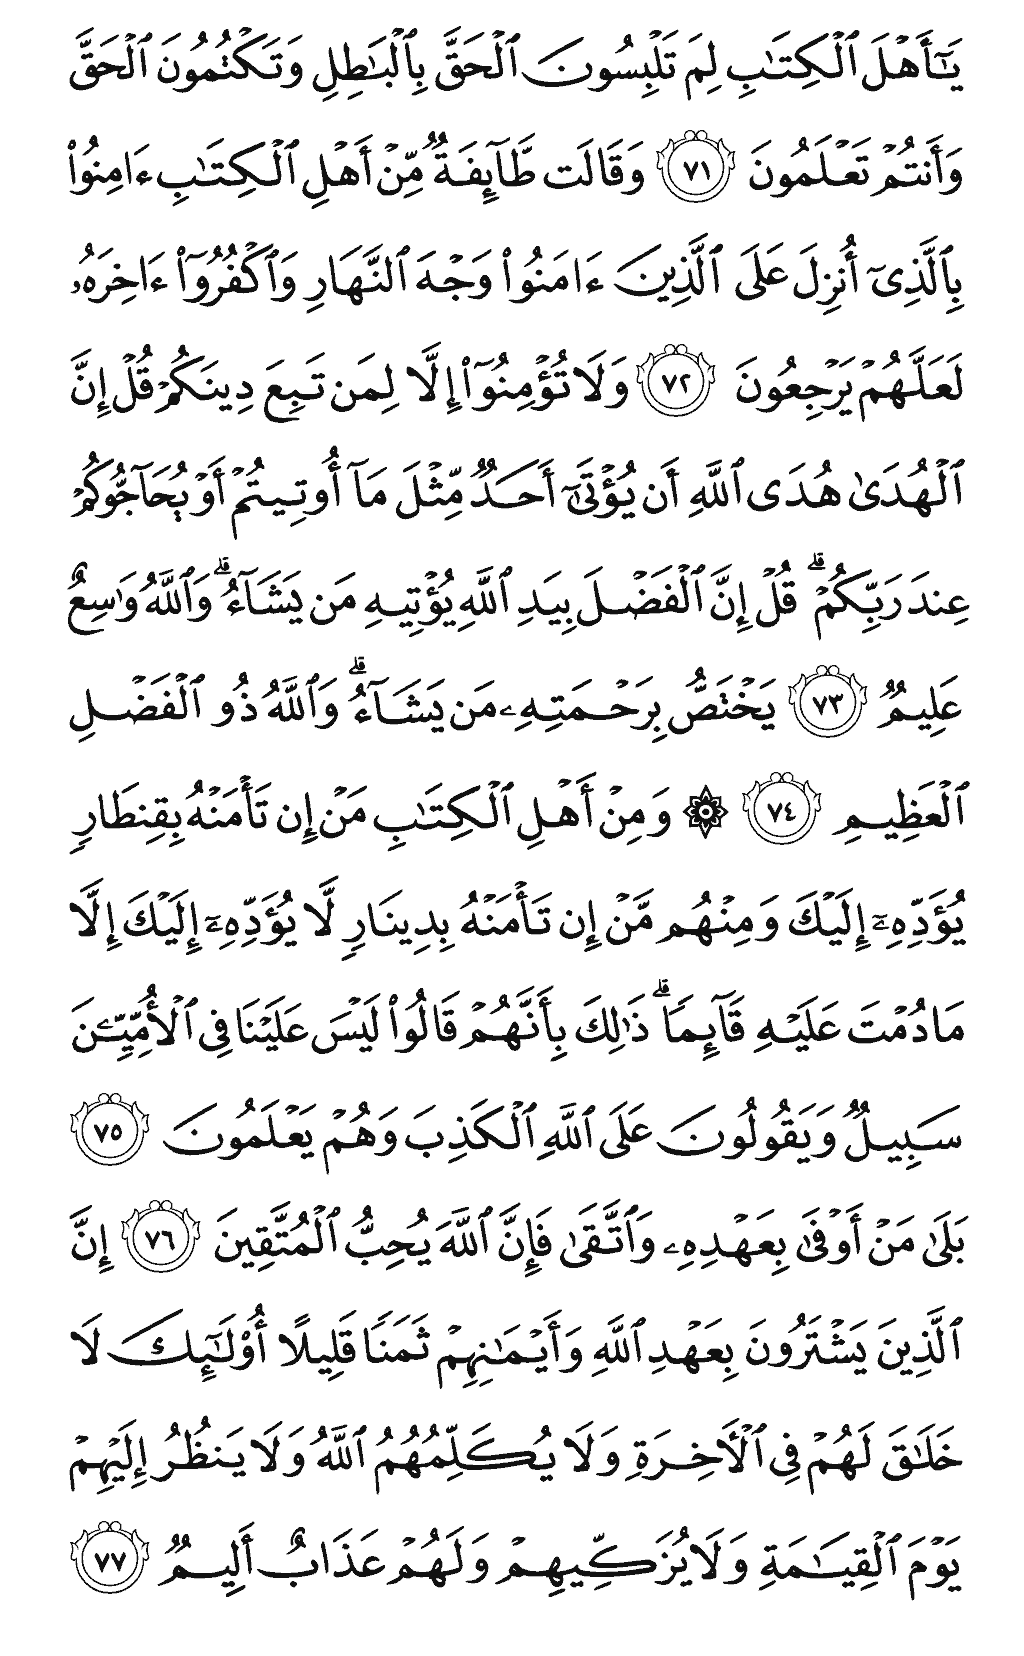 يَٰٓأَهۡلَ ٱلۡكِتَٰبِ لِمَ تَلۡبِسُونَ ٱلۡحَقَّ بِٱلۡبَٰطِلِ وَتَكۡتُمُونَ ٱلۡحَقَّ
وَأَنتُمۡ تَعۡلَمُونَ ٧١ وَقَالَت طَّآئِفَةٞ مِّنۡ أَهۡلِ ٱلۡكِتَٰبِ ءَامِنُواْ
بِٱلَّذِيٓ أُنزِلَ عَلَى ٱلَّذِينَ ءَامَنُواْ وَجۡهَ ٱلنَّهَارِ وَٱكۡفُرُوٓاْ ءَاخِرَهُۥ
لَعَلَّهُمۡ يَرۡجِعُونَ ٧٢ وَلَا تُؤۡمِنُوٓاْ إِلَّا لِمَن تَبِعَ دِينَكُمۡ قُلۡ إِنَّ
ٱلۡهُدَىٰ هُدَى ٱللَّهِ أَن يُؤۡتَىٰٓ أَحَدٞ مِّثۡلَ مَآ أُوتِيتُمۡ أَوۡ يُحَآجُّوكُمۡ
عِندَ رَبِّكُمۡۗ قُلۡ إِنَّ ٱلۡفَضۡلَ بِيَدِ ٱللَّهِ يُؤۡتِيهِ مَن يَشَآءُۗ وَٱللَّهُ وَٰسِعٌ
عَلِيمٞ ٧٣ يَخۡتَصُّ بِرَحۡمَتِهِۦ مَن يَشَآءُۗ وَٱللَّهُ ذُو ٱلۡفَضۡلِ
ٱلۡعَظِيمِ ٧٤ ۞ وَمِنۡ أَهۡلِ ٱلۡكِتَٰبِ مَنۡ إِن تَأۡمَنۡهُ بِقِنطَارٖ
يُؤَدِّهِۦٓ إِلَيۡكَ وَمِنۡهُم مَّنۡ إِن تَأۡمَنۡهُ بِدِينَارٖ لَّا يُؤَدِّهِۦٓ إِلَيۡكَ إِلَّا
مَا دُمۡتَ عَلَيۡهِ قَآئِمٗاۗ ذَٰلِكَ بِأَنَّهُمۡ قَالُواْ لَيۡسَ عَلَيۡنَا فِي ٱلۡأُمِّيِّـۧنَ
سَبِيلٞ وَيَقُولُونَ عَلَى ٱللَّهِ ٱلۡكَذِبَ وَهُمۡ يَعۡلَمُونَ ٧٥
بَلَىٰ مَنۡ أَوۡفَىٰ بِعَهۡدِهِۦ وَٱتَّقَىٰ فَإِنَّ ٱللَّهَ يُحِبُّ ٱلۡمُتَّقِينَ ٧٦ إِنَّ
ٱلَّذِينَ يَشۡتَرُونَ بِعَهۡدِ ٱللَّهِ وَأَيۡمَٰنِهِمۡ ثَمَنٗا قَلِيلًا أُوْلَٰٓئِكَ لَا
خَلَٰقَ لَهُمۡ فِي ٱلۡأٓخِرَةِ وَلَا يُكَلِّمُهُمُ ٱللَّهُ وَلَا يَنظُرُ إِلَيۡهِمۡ
يَوۡمَ ٱلۡقِيَٰمَةِ وَلَا يُزَكِّيهِمۡ وَلَهُمۡ عَذَابٌ أَلِيمٞ ٧٧